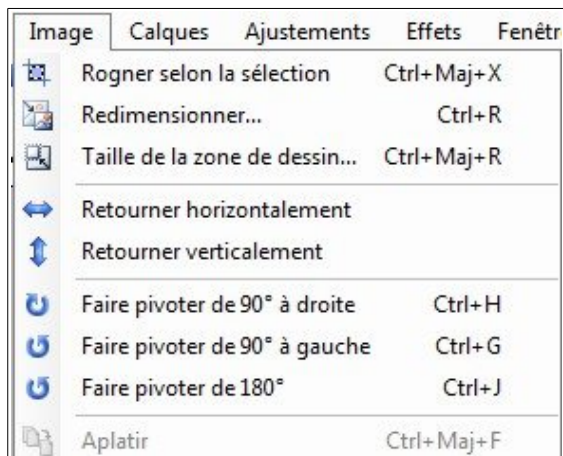 Image Calques Ajustements Effets Fenêtr
Rogner selon la sélection Ctrl+Maj+X
Redimensionner... Ctrl+R
Taille de la zone de dessin... Ctrl+Maj+R
Retourner horizontalement
Retourner verticalement
Faire pivoter de 90° à droite Ctrl+H
Faire pivoter de 90° à gauche Ctrl+G
Faire pivoter de 180° Ctrl+J
Aplatir Ctrl+Maj+F